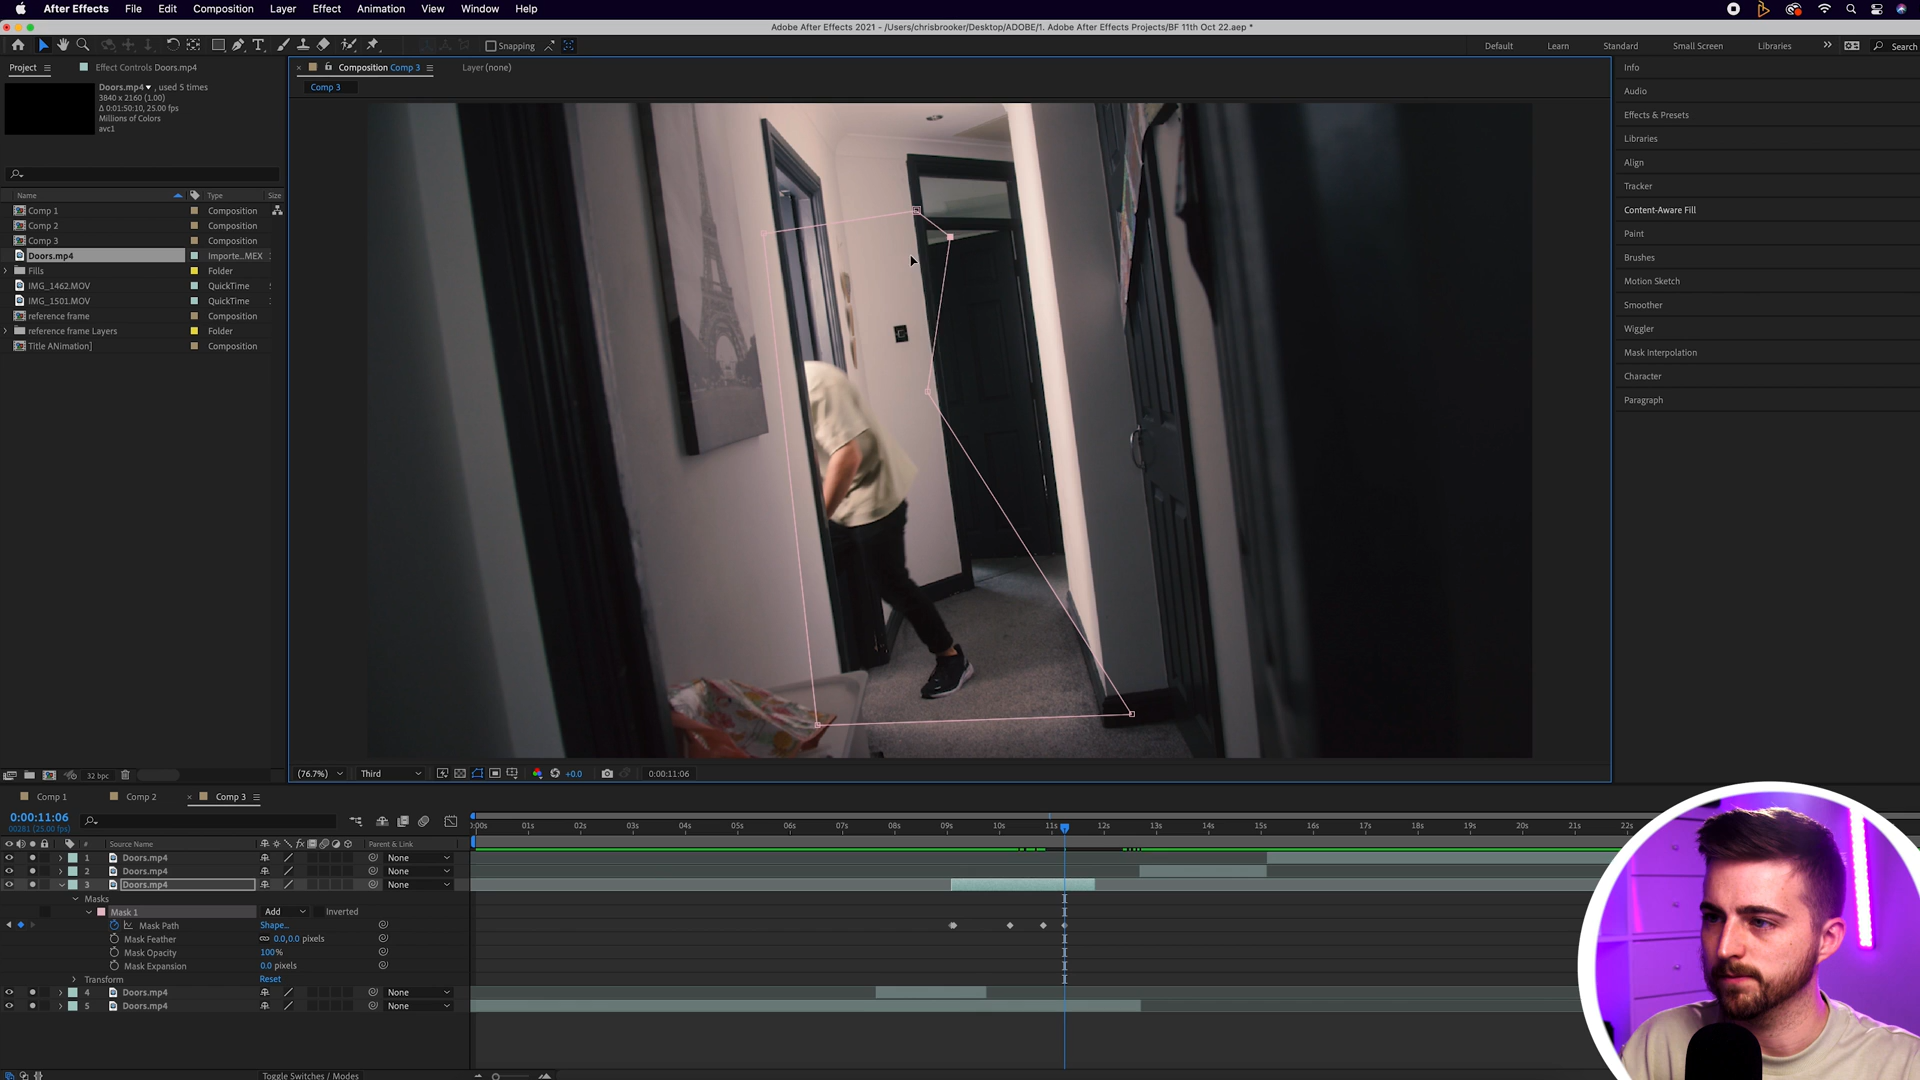 After Effects File Edit Composition Layer Effect Animation View Window Help
Adobe After Effects 2021 - /Users/chrisbrooker/Desktop/ADOBE/1. Adobe After Effects Projects/BF 11th Oct 22.aep *
Snapping
Default Learn Standard Small Screen Libraries Search
Project Effect Controls Doors.mp4
Composition Comp 3 Layer (none)
Comp 3
Doors.mp4 , used 5 times
3840 x 2160 (1.00)
Δ 0:01:50:10, 25.00 fps
Millions of Colors
avc1
Name Type Size
Comp 1 Composition
Comp 2 Composition
Comp 3 Composition
Doors.mp4 Importe...MEX
Fills Folder
IMG_1462.MOV QuickTime
IMG_1501.MOV QuickTime
reference frame Composition
reference frame Layers Folder
Title ANimation] Composition
Info
Audio
Effects & Presets
Libraries
Align
Tracker
Content-Aware Fill
Paint
Brushes
Motion Sketch
Smoother
Wiggler
Mask Interpolation
Character
Paragraph
32 bpc
(76.7%) Third +0.0 0:00:11:06
Comp 1 Comp 2 Comp 3
0:00:11:06
00281 (25.00 fps)
:00s 01s 02s 03s 04s 05s 06s 07s 08s 09s 10s 11s 12s 13s 14s 15s 16s 17s 18s 19s 20s 21s 22s
# Source Name Parent & Link
1 Doors.mp4 None
2 Doors.mp4 None
3 Doors.mp4 None
Masks
Mask 1 Add Inverted
Mask Path Shape...
Mask Feather 0.0,0.0 pixels
Mask Opacity 100%
Mask Expansion 0.0 pixels
Transform Reset
4 Doors.mp4 None
5 Doors.mp4 None
Toggle Switches / Modes